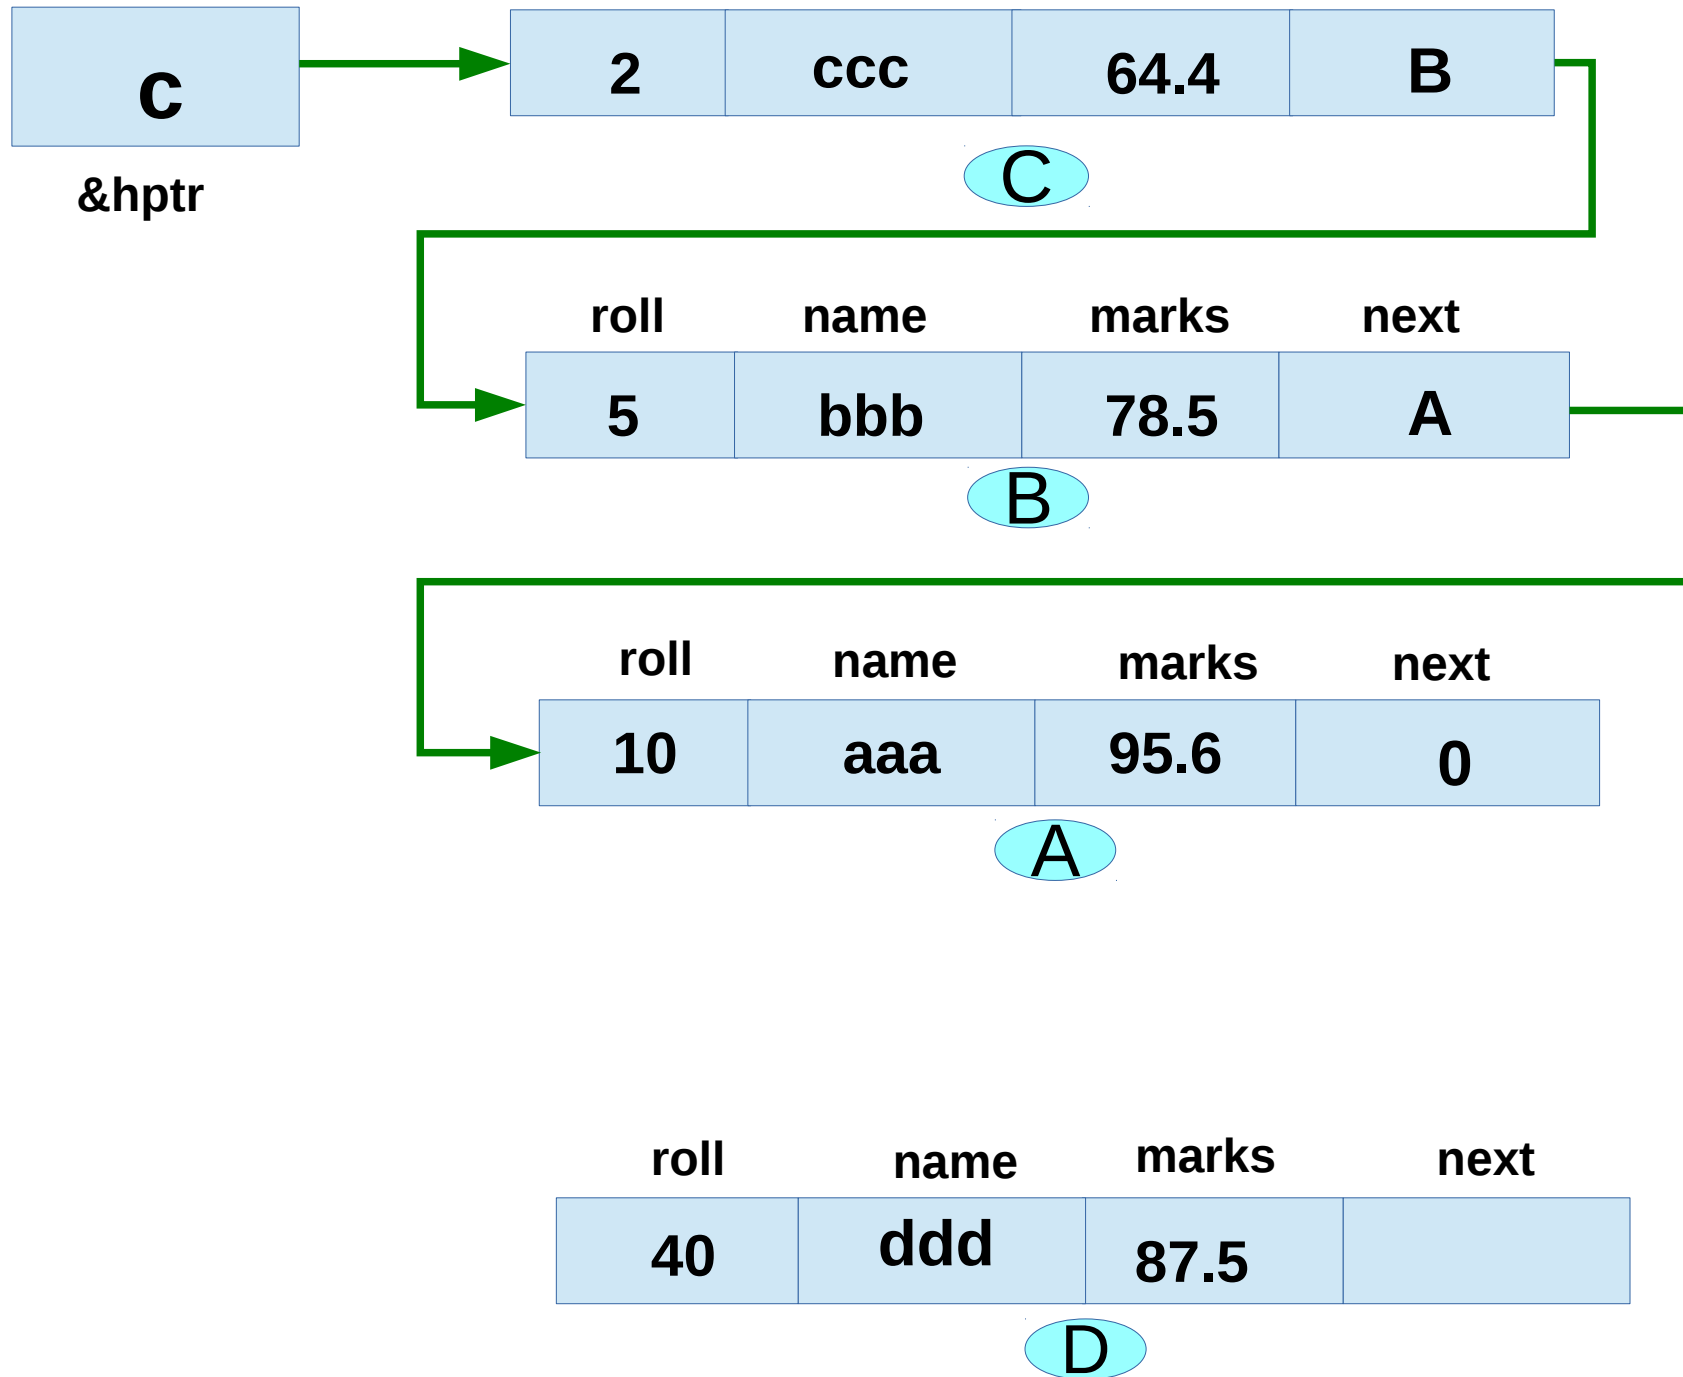 c
&hptr
2 ccc 64.4 B
C
roll name marks next
5 bbb 78.5 A
B
roll name marks next
10 aaa 95.6 0
A
roll name marks next
40 ddd 87.5
D